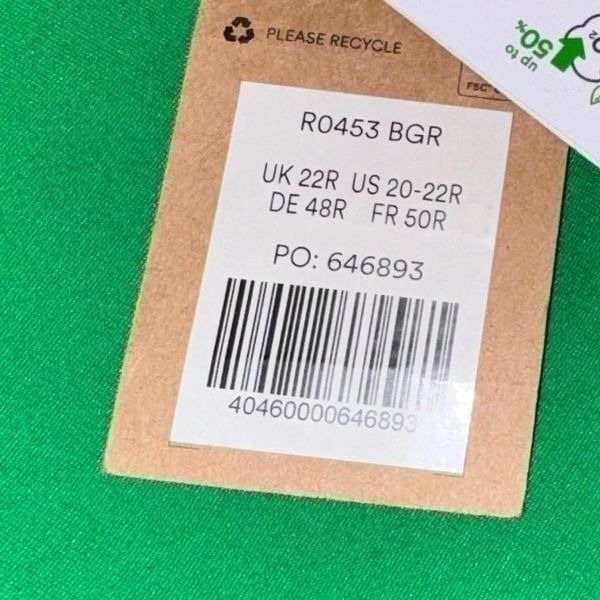 PLEASE RECYCLE
up to
50%
FSC
R0453 BGR
UK 22R US 20-22R
DE 48R FR 50R
PO: 646893
40460000646893